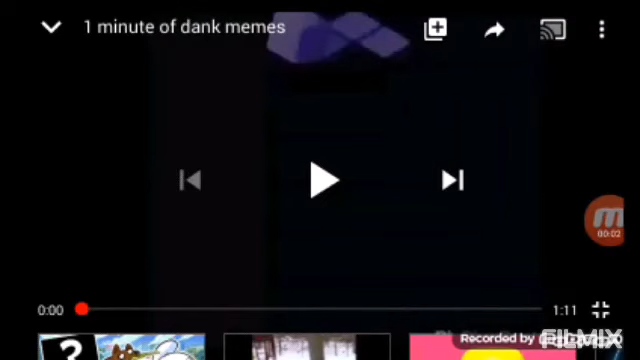 1 minute of dank memes
00:02
0:00
1:11
?
Recorded by
FILMIX